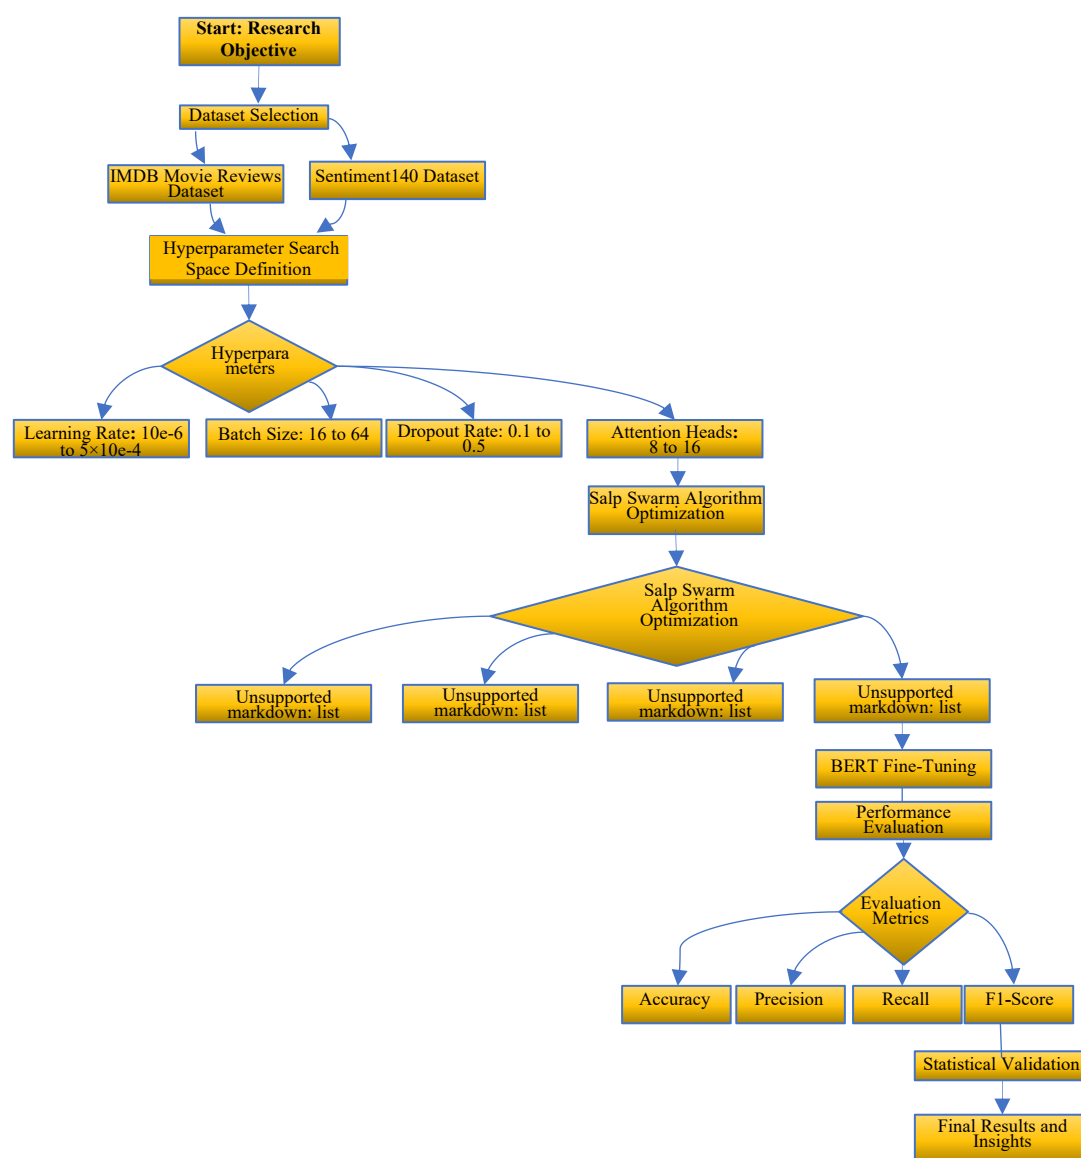 Start: Research
Objective
Dataset Selection
IMDB Movie Reviews
Dataset
Sentiment140 Dataset
Hyperparameter Search
Space Definition
Hyperpara
meters
Learning Rate: 10e-6
to 5×10e-4
Batch Size: 16 to 64
Dropout Rate: 0.1 to
0.5
Attention Heads:
8 to 16
Salp Swarm Algorithm
Optimization
Salp Swarm
Algorithm
Optimization
Unsupported
markdown: list
Unsupported
markdown: list
Unsupported
markdown: list
Unsupported
markdown: list
BERT Fine-Tuning
Performance
Evaluation
Evaluation
Metrics
Accuracy
Precision
Recall
F1-Score
Statistical Validation
Final Results and
Insights